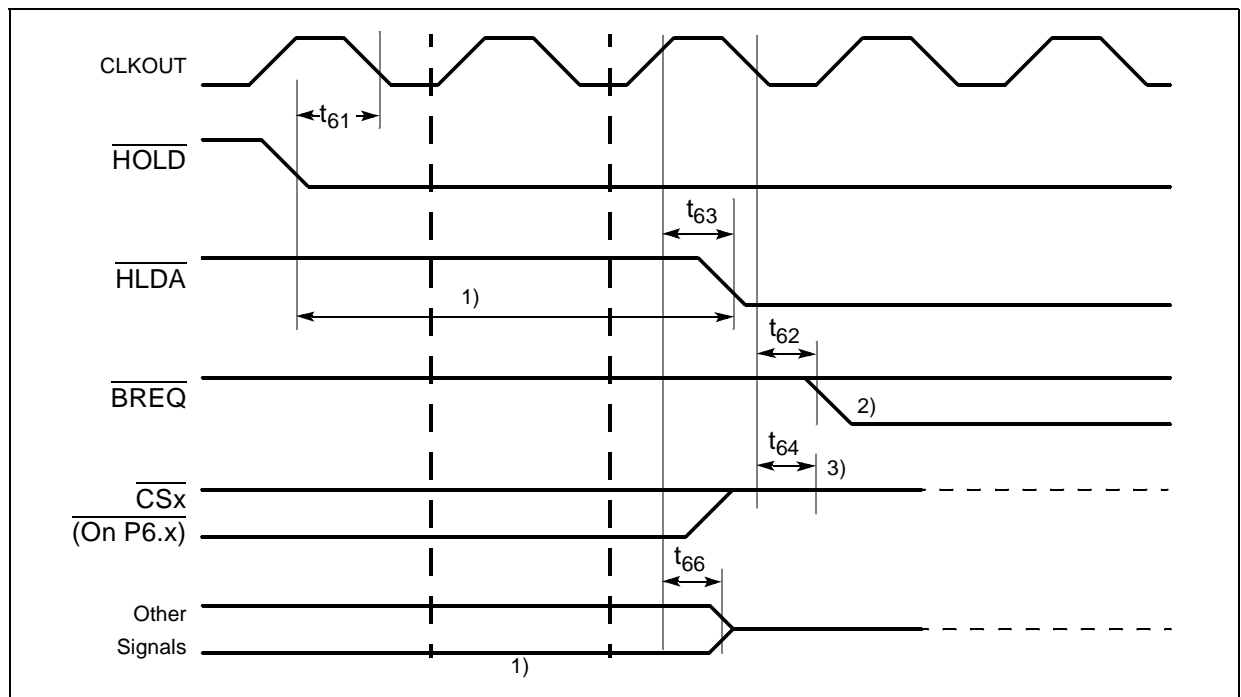 CLKOUT
t61
HOLD
t63
HLDA
1)
t62
BREQ
2)
t64
3)
CSx
(On P6.x)
t66
Other
Signals
1)